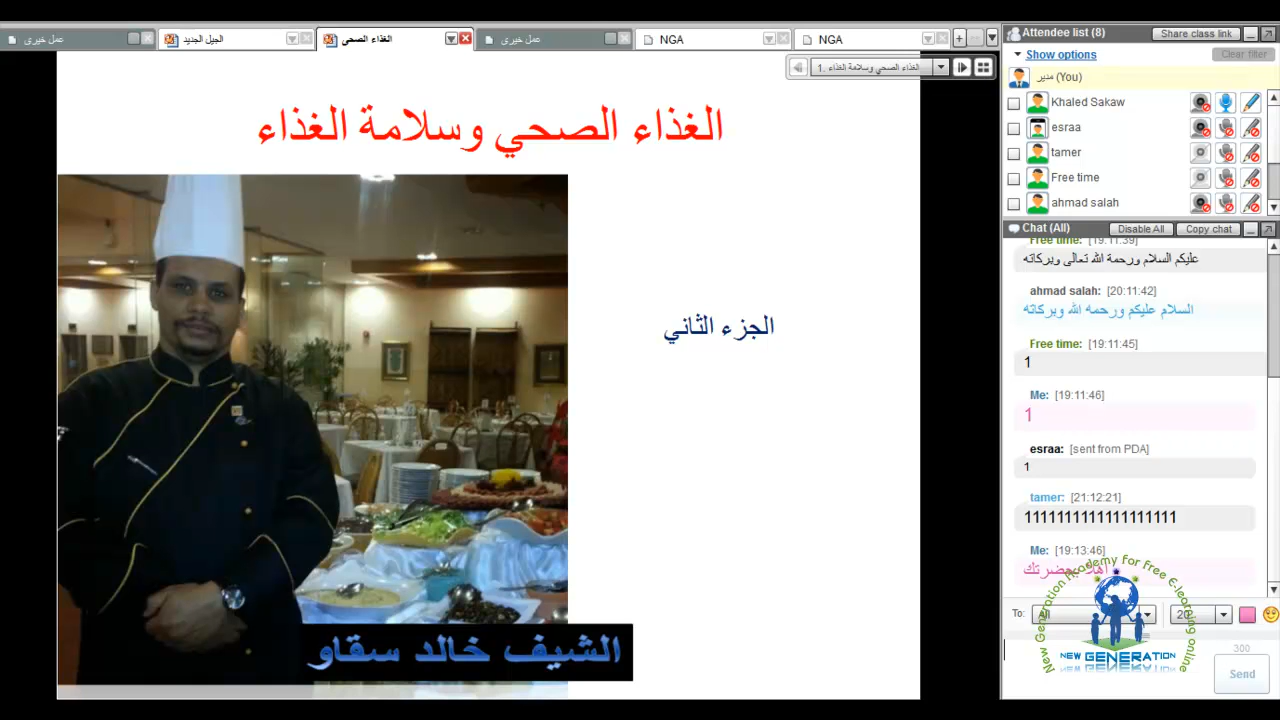 عمل خيرى
الجيل الجديد
الغذاء الصحى
عمل خيرى
NGA
NGA
1. الغذاء الصحي وسلامة الغذاء
الغذاء الصحي وسلامة الغذاء
الجزء الثاني
الشيف خالد سقاو
Attendee list (8)
Share class link
Show options
Clear filter
مدير (You)
Khaled Sakaw
esraa
tamer
Free time
ahmad salah
Chat (All)
Disable All
Copy chat
Free time: [19:11:39]
عليكم السلام ورحمة الله تعالى وبركاته
ahmad salah: [20:11:42]
السلام عليكم ورحمه الله وبركاته
Free time: [19:11:45]
1
Me: [19:11:46]
1
esraa: [sent from PDA]
1
tamer: [21:12:21]
1111111111111111111
Me: [19:13:46]
To:
20
300
Send
New Generation Academy For Free E-learning online
NEW GENERATION